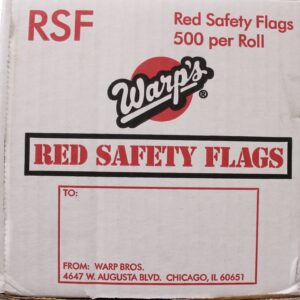 RSF
Red Safety Flags
500 per Roll
Warp's®
RED SAFETY FLAGS
TO:
FROM: WARP BROS.
4647 W. AUGUSTA BLVD. CHICAGO, IL 60651